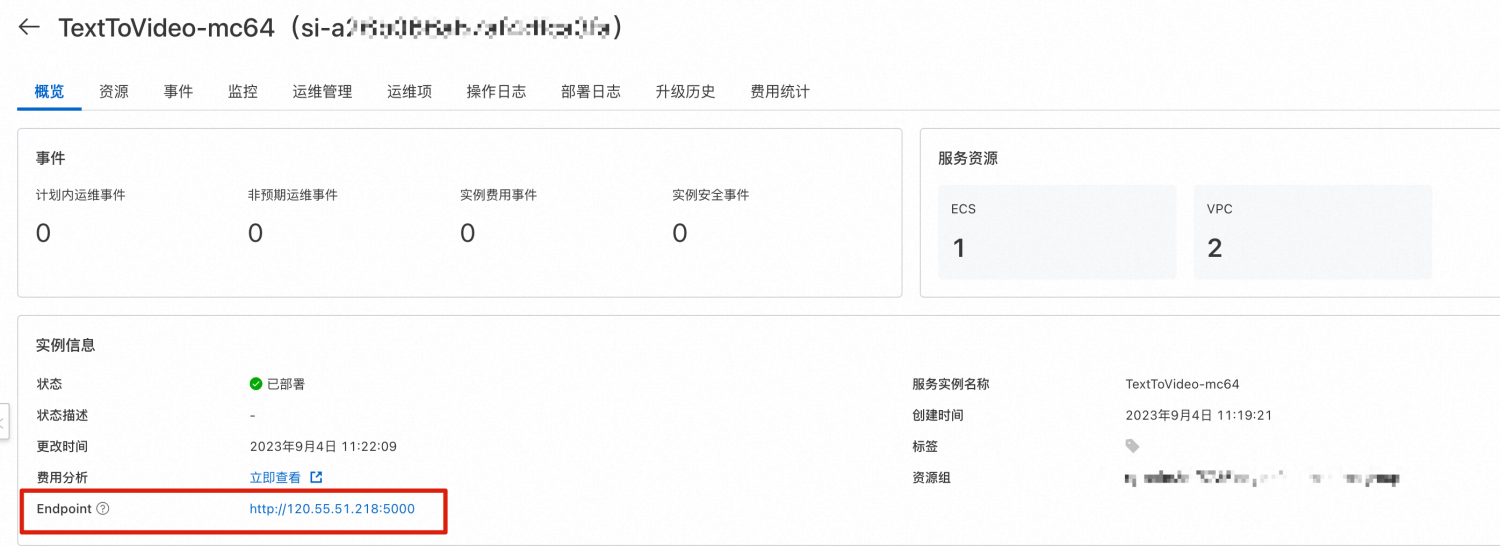 TextToVideo-mc64（si-a
概览 资源 事件 监控 运维管理 运维项 操作日志 部署日志 升级历史 费用统计
事件
计划内运维事件 非预期运维事件 实例费用事件 实例安全事件
0 0 0 0
服务资源
ECS VPC
1 2
实例信息
状态 已部署 服务实例名称 TextToVideo-mc64
状态描述 - 创建时间 2023年9月4日 11:19:21
更改时间 2023年9月4日 11:22:09 标签
费用分析 立即查看 资源组
Endpoint http://120.55.51.218:5000